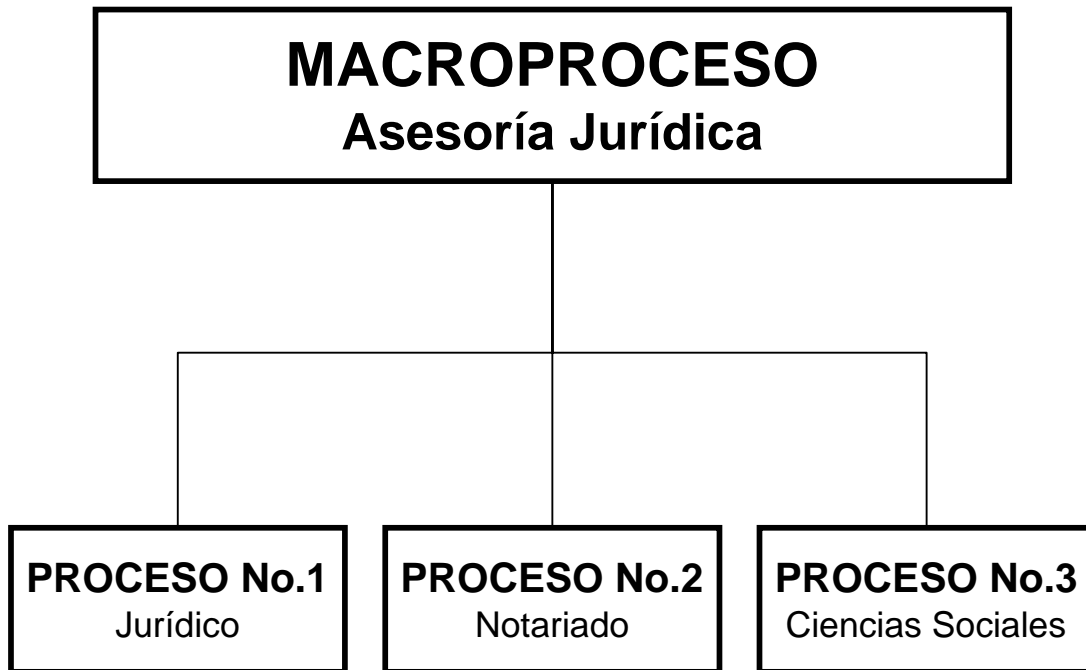 MACROPROCESO
Asesoría Jurídica
PROCESO No.1
Jurídico
PROCESO No.2
Notariado
PROCESO No.3
Ciencias Sociales